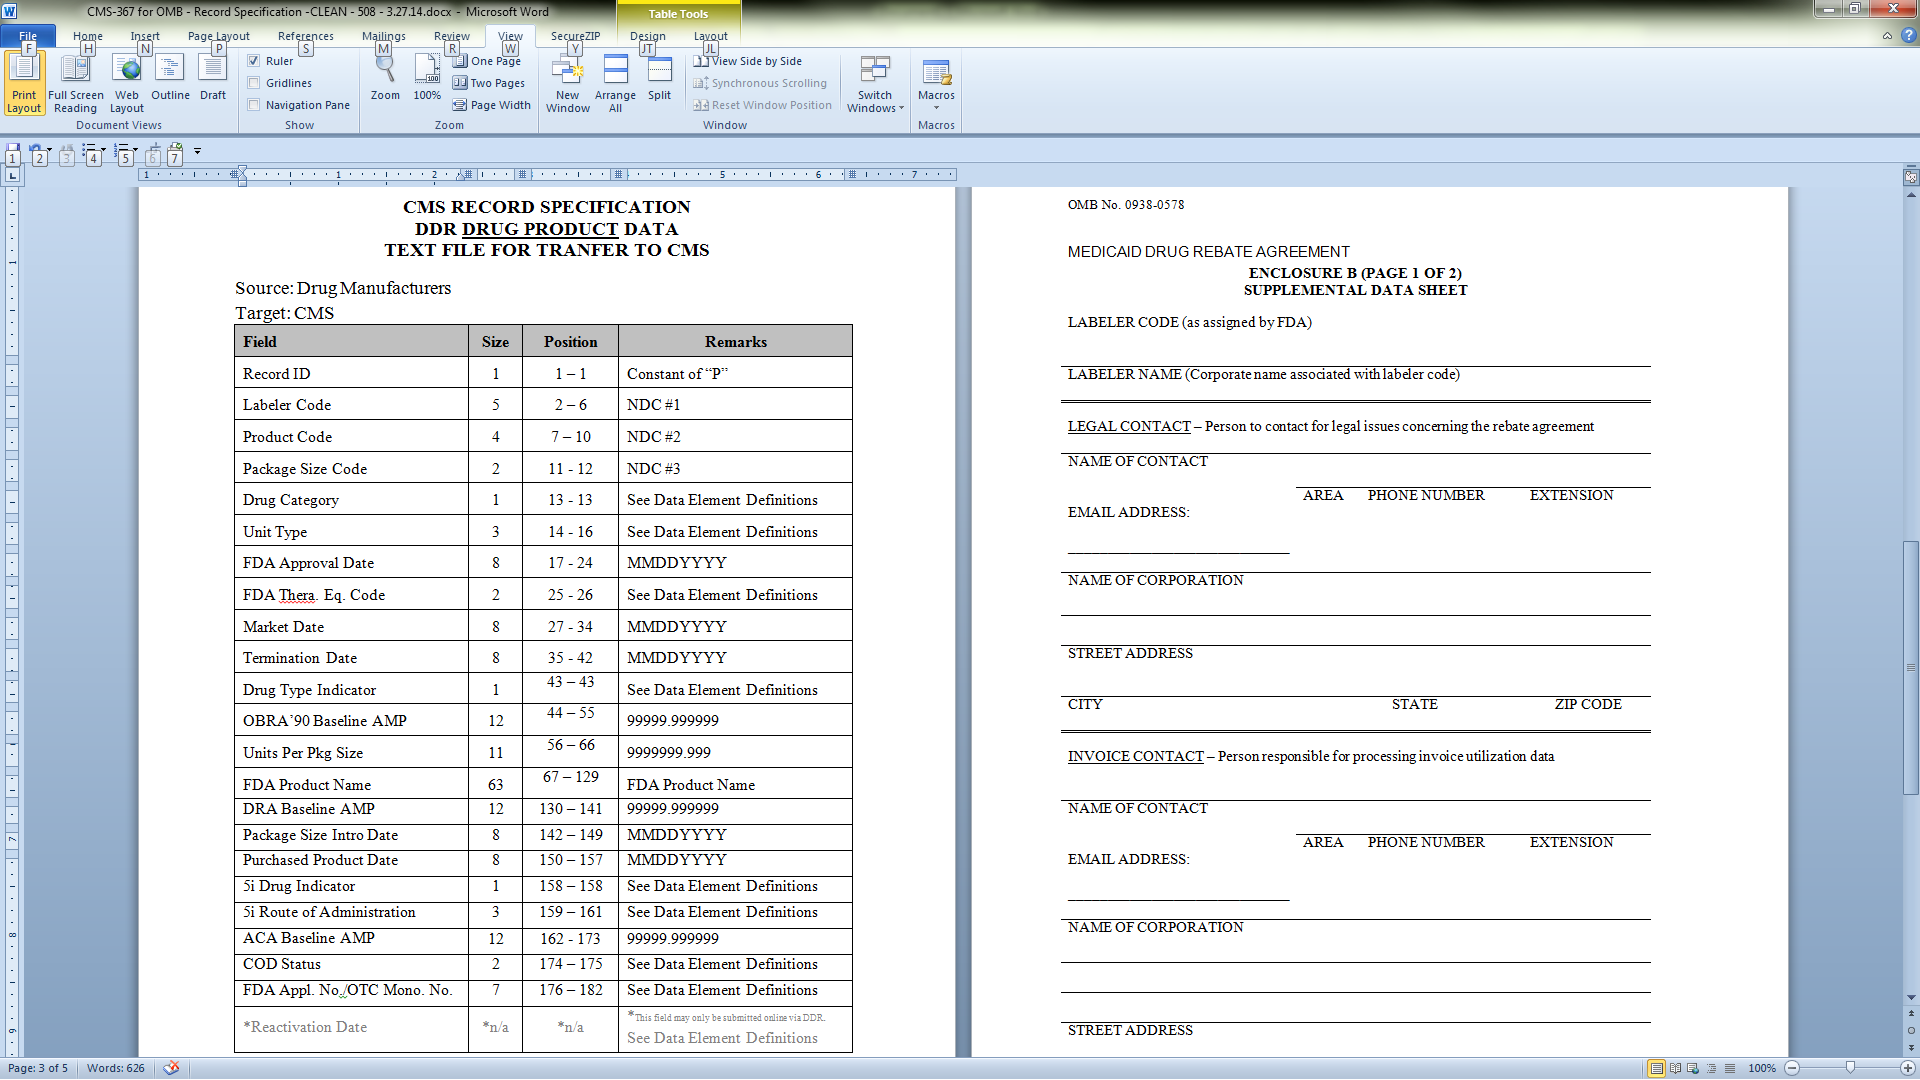 CMS-367 for OMB - Record Specification -CLEAN - 508 - 3.27.14.docx - Microsoft Word
Table Tools
File Home Insert Page Layout References Mailings Review View SecureZIP Design Layout
F H N P S M R W Y JT JL
Print Layout
Full Screen Reading
Web Layout
Outline
Draft
Document Views
Ruler
Gridlines
Navigation Pane
Show
Zoom
100
100%
One Page
Two Pages
Page Width
Zoom
New Window
Arrange All
Split
View Side by Side
Synchronous Scrolling
Reset Window Position
Window
Switch Windows
Macros
Macros
1 2 3 4 5 6 7
1 1 2 5 6 7
CMS RECORD SPECIFICATION
DDR DRUG PRODUCT DATA
TEXT FILE FOR TRANFER TO CMS
Source: Drug Manufacturers
Target: CMS
Field Size Position Remarks
Record ID 1 1 – 1 Constant of “P”
Labeler Code 5 2 – 6 NDC #1
Product Code 4 7 – 10 NDC #2
Package Size Code 2 11 - 12 NDC #3
Drug Category 1 13 - 13 See Data Element Definitions
Unit Type 3 14 - 16 See Data Element Definitions
FDA Approval Date 8 17 - 24 MMDDYYYY
FDA Thera. Eq. Code 2 25 - 26 See Data Element Definitions
Market Date 8 27 - 34 MMDDYYYY
Termination Date 8 35 - 42 MMDDYYYY
Drug Type Indicator 1 43 – 43 See Data Element Definitions
OBRA’90 Baseline AMP 12 44 – 55 99999.999999
Units Per Pkg Size 11 56 – 66 9999999.999
FDA Product Name 63 67 – 129 FDA Product Name
DRA Baseline AMP 12 130 – 141 99999.999999
Package Size Intro Date 8 142 – 149 MMDDYYYY
Purchased Product Date 8 150 – 157 MMDDYYYY
5i Drug Indicator 1 158 – 158 See Data Element Definitions
5i Route of Administration 3 159 – 161 See Data Element Definitions
ACA Baseline AMP 12 162 - 173 99999.999999
COD Status 2 174 – 175 See Data Element Definitions
FDA Appl. No./OTC Mono. No. 7 176 – 182 See Data Element Definitions
*Reactivation Date *n/a *n/a *This field may only be submitted online via DDR.
See Data Element Definitions
OMB No. 0938-0578
MEDICAID DRUG REBATE AGREEMENT
ENCLOSURE B (PAGE 1 OF 2)
SUPPLEMENTAL DATA SHEET
LABELER CODE (as assigned by FDA)
LABELER NAME (Corporate name associated with labeler code)
LEGAL CONTACT – Person to contact for legal issues concerning the rebate agreement
NAME OF CONTACT
AREA PHONE NUMBER EXTENSION
EMAIL ADDRESS:
NAME OF CORPORATION
STREET ADDRESS
CITY STATE ZIP CODE
INVOICE CONTACT – Person responsible for processing invoice utilization data
NAME OF CONTACT
AREA PHONE NUMBER EXTENSION
EMAIL ADDRESS:
NAME OF CORPORATION
STREET ADDRESS
Page: 3 of 5 Words: 626 100%